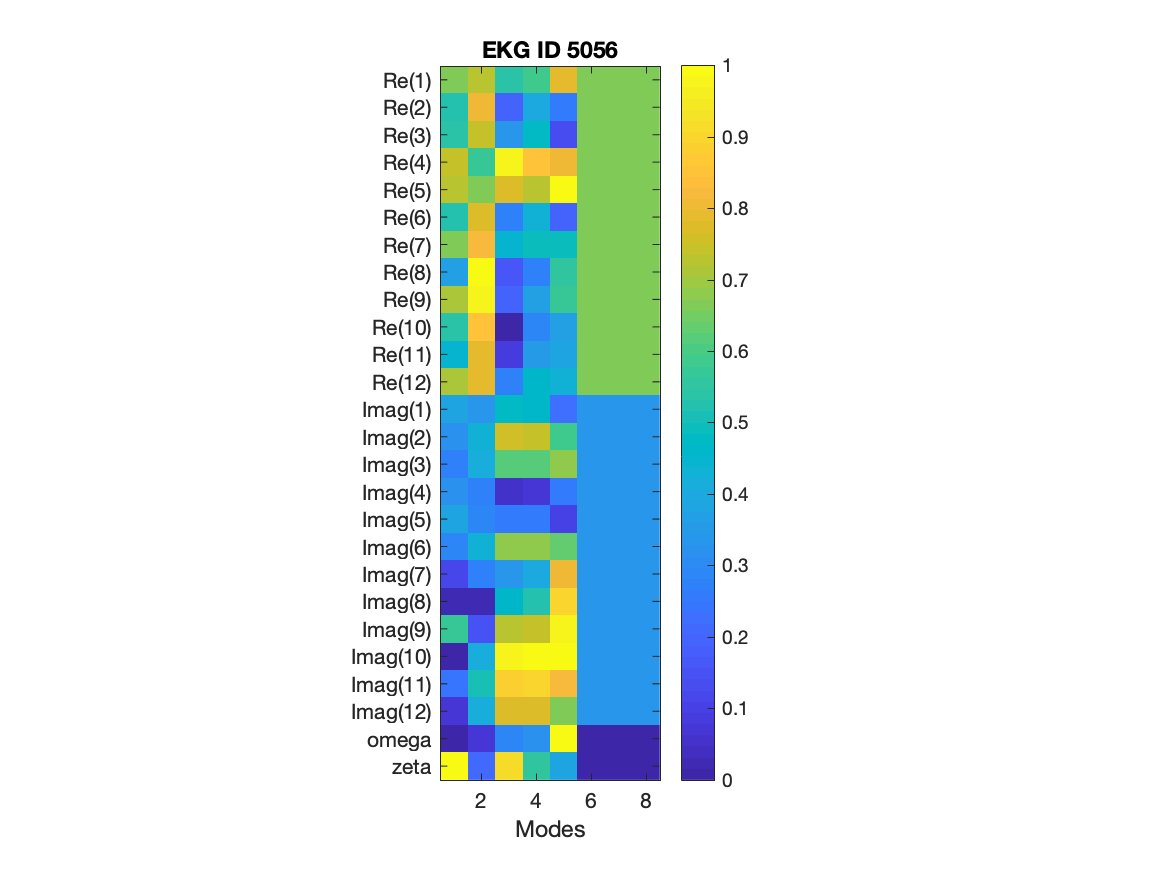 EKG ID 5056
Re(1)
Re(2)
Re(3)
Re(4)
Re(5)
Re(6)
Re(7)
Re(8)
Re(9)
Re(10)
Re(11)
Re(12)
Imag(1)
Imag(2)
Imag(3)
Imag(4)
Imag(5)
Imag(6)
Imag(7)
Imag(8)
Imag(9)
Imag(10)
Imag(11)
Imag(12)
omega
zeta
2 4 6 8
Modes
1
0.9
0.8
0.7
0.6
0.5
0.4
0.3
0.2
0.1
0